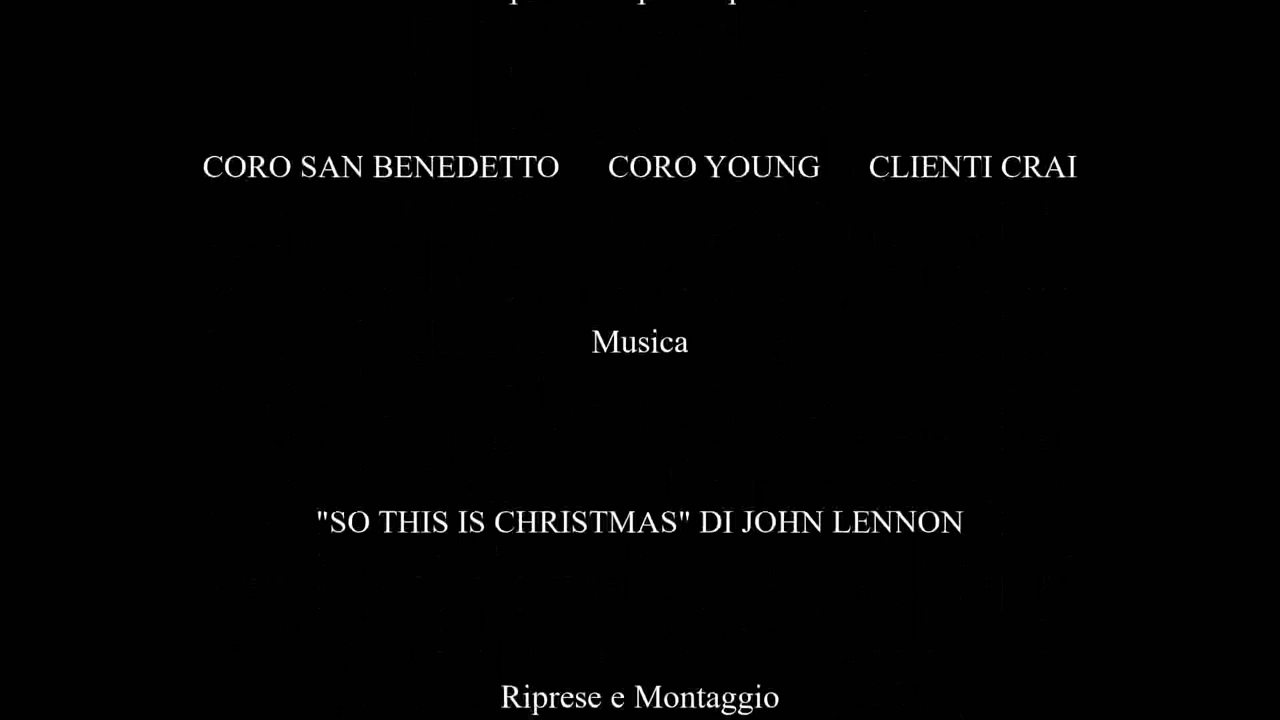 CORO SAN BENEDETTO CORO YOUNG CLIENTI CRAI
Musica
"SO THIS IS CHRISTMAS" DI JOHN LENNON
Riprese e Montaggio